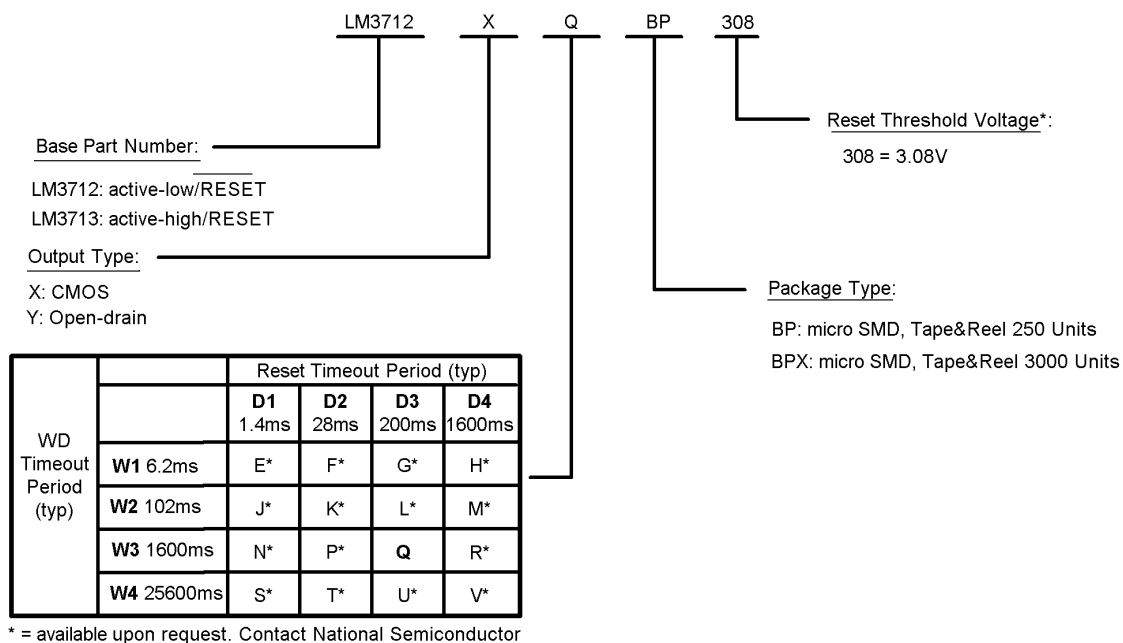 LM3712 X Q BP 308
Reset Threshold Voltage*:
308 = 3.08V
Base Part Number:
LM3712: active-low/RESET
LM3713: active-high/RESET
Output Type:
X: CMOS
Y: Open-drain
Package Type:
BP: micro SMD, Tape&Reel 250 Units
BPX: micro SMD, Tape&Reel 3000 Units
Reset Timeout Period (typ)
D1 D2 D3 D4
1.4ms 28ms 200ms 1600ms
WD
Timeout
Period
(typ)
W1 6.2ms E* F* G* H*
W2 102ms J* K* L* M*
W3 1600ms N* P* Q R*
W4 25600ms S* T* U* V*
* = available upon request. Contact National Semiconductor